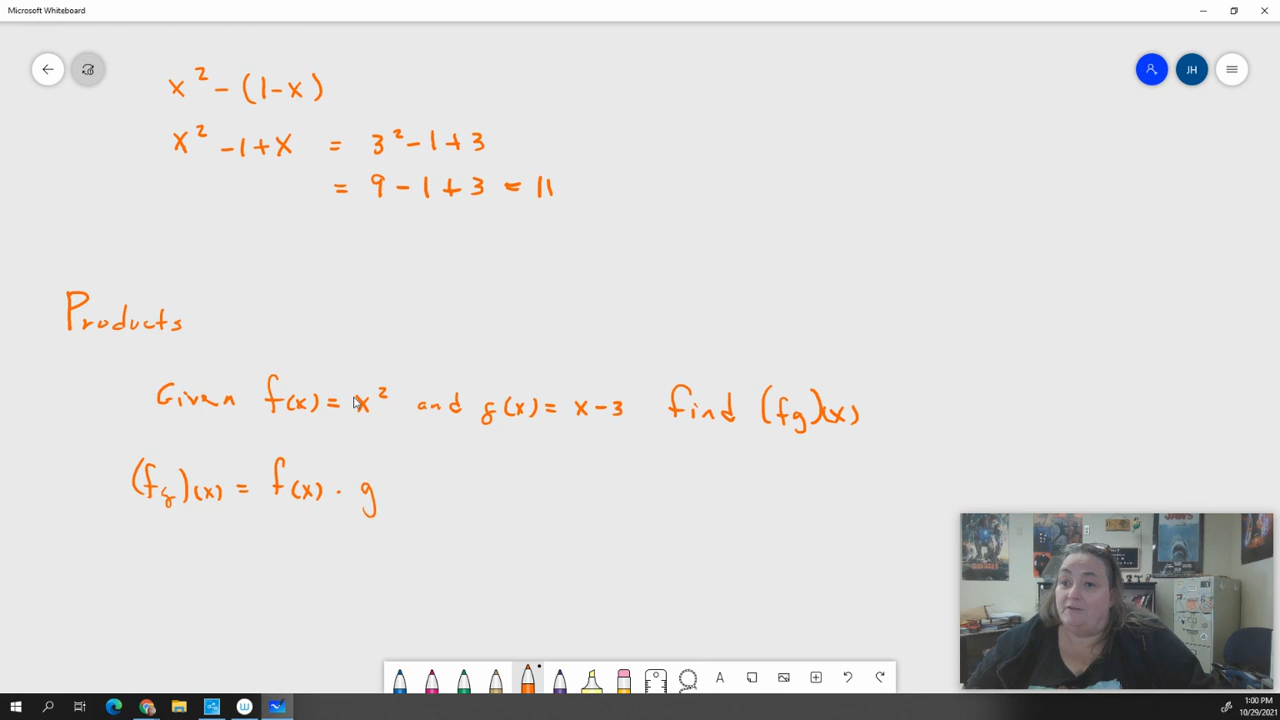 Microsoft Whiteboard
x² - (1-x)
x² - 1 + x = 3² - 1 + 3
= 9 - 1 + 3 = 11
JH
Products
Given f(x) = x² and g(x) = x - 3 find (fg)(x)
(fg)(x) = f(x) · g
JAWS
A
1:00 PM
10/29/2021